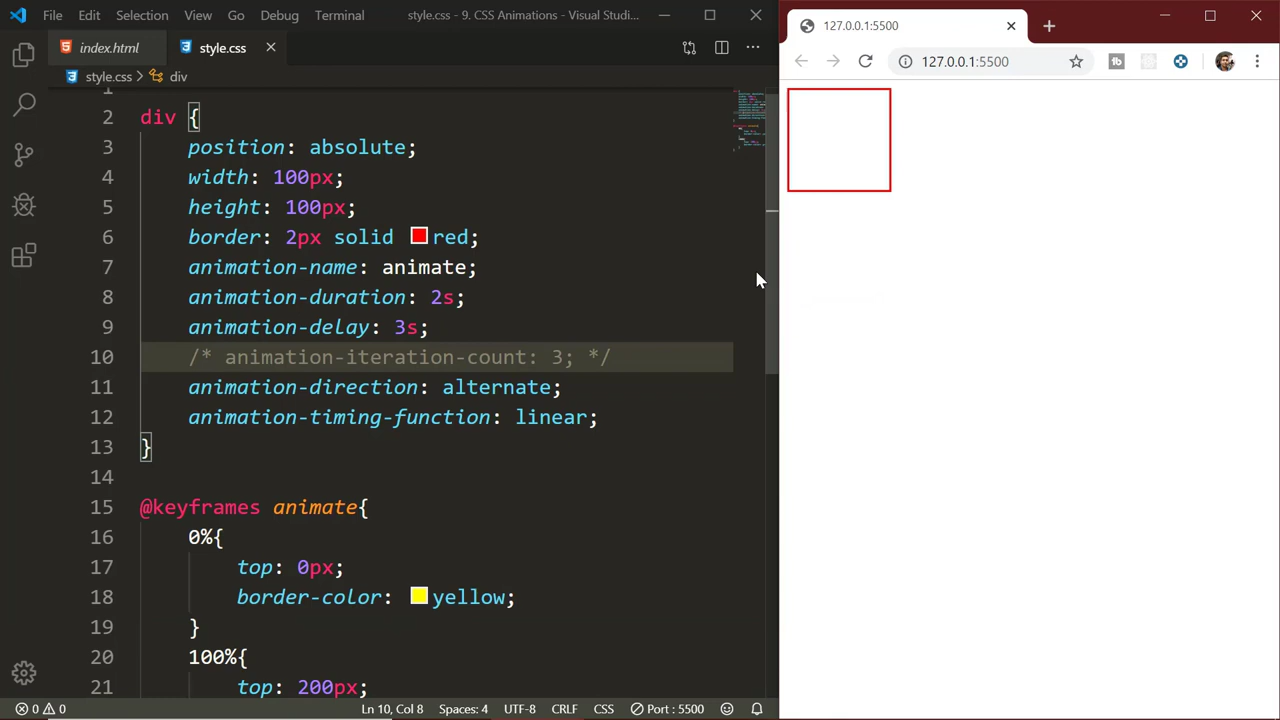 File Edit Selection View Go Debug Terminal style.css - 9. CSS Animations - Visual Studi...
127.0.0.1:5500
index.html style.css
127.0.0.1:5500
style.css > div
1
2 div {
3 position: absolute;
4 width: 100px;
5 height: 100px;
6 border: 2px solid red;
7 animation-name: animate;
8 animation-duration: 2s;
9 animation-delay: 3s;
10 /* animation-iteration-count: 3; */
11 animation-direction: alternate;
12 animation-timing-function: linear;
13 }
14
15 @keyframes animate{
16 0%{
17 top: 0px;
18 border-color: yellow;
19 }
20 100%{
21 top: 200px;
0 0 Ln 10, Col 8 Spaces: 4 UTF-8 CRLF CSS Port : 5500